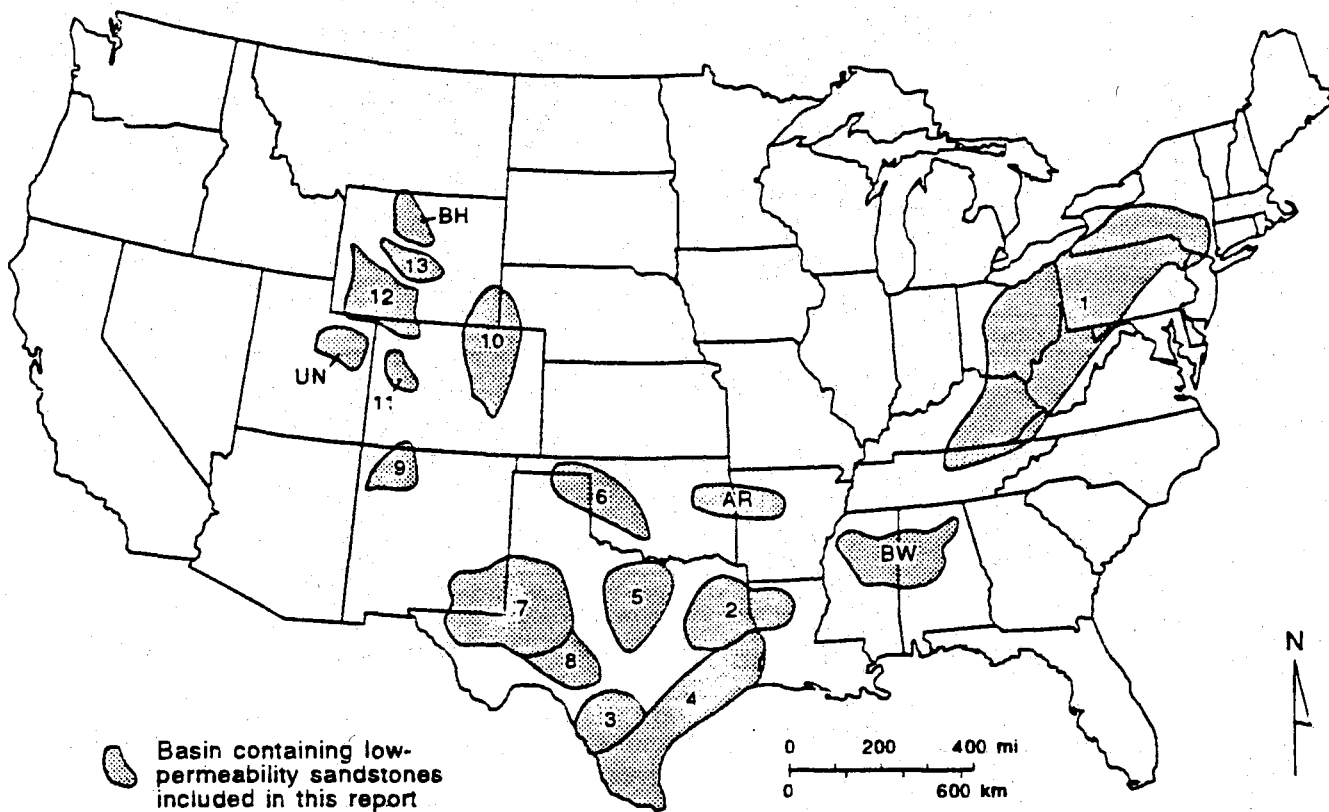 BH
13
12
10
UN
11
1
9
6
AR
BW
7
5
2
8
4
3
N
Basin containing low-
permeability sandstones
included in this report
0 200 400 mi
0 600 km